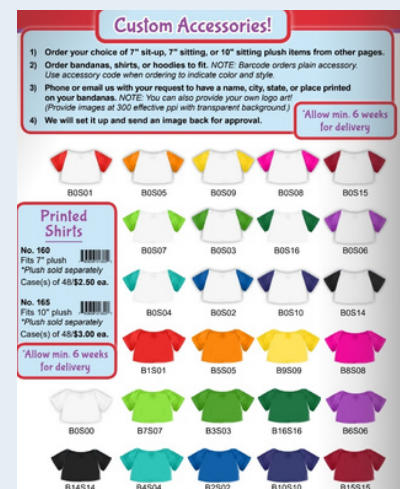 Custom Accessories!
1) Order your choice of 7" sit-up, 7" sitting, or 10" sitting plush items from other pages.
2) Order bandanas, shirts, or hoodies to fit. NOTE: Barcode orders plain accessory.
Use accessory code when ordering to indicate color and style.
3) Phone or email us with your request to have a name, city, state, or place printed
on your bandanas. NOTE: You can also provide your own logo art!
(Provide images at 300 effective ppi with transparent background.)
4) We will set it up and send an image back for approval.
*Allow min. 6 weeks
for delivery
B0S01 B0S05 B0S09 B0S08 B0S15
Printed
Shirts
No. 160
Fits 7" plush
*Plush sold separately
Case(s) of 48/$2.50 ea.
No. 165
Fits 10" plush
*Plush sold separately
Case(s) of 48/$3.00 ea.
*Allow min. 6 weeks
for delivery
B0S07 B0S03 B0S16 B0S06
B0S04 B0S02 B0S10 B0S14
B1S01 B5S05 B9S09 B8S08
B0S00 B7S07 B3S03 B16S16 B6S06
B14S14 B4S04 B2S02 B10S10 B15S15